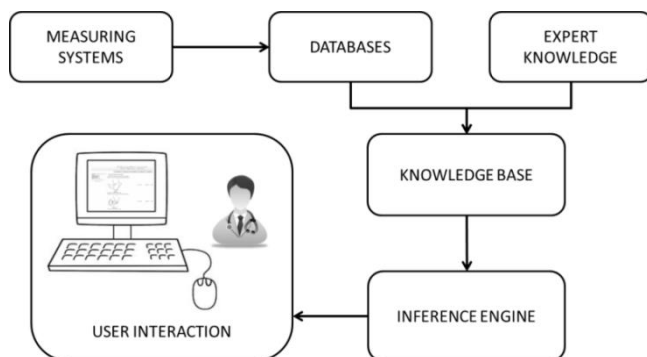 MEASURING
SYSTEMS
DATABASES
EXPERT
KNOWLEDGE
KNOWLEDGE BASE
INFERENCE ENGINE
USER INTERACTION